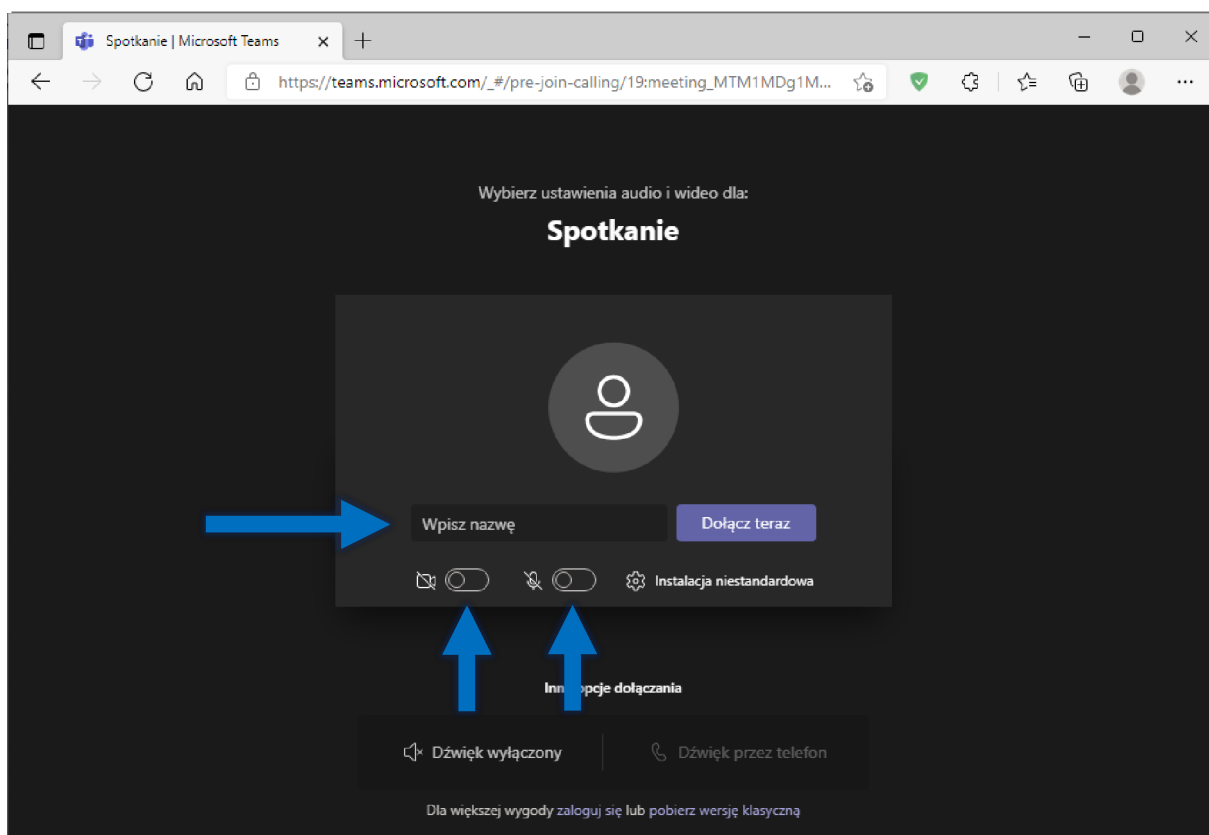 Spotkanie | Microsoft Teams
https://teams.microsoft.com/_#/pre-join-calling/19:meeting_MTM1MDg1M...
Wybierz ustawienia audio i wideo dla:
Spotkanie
Wpisz nazwę
Dołącz teraz
Instalacja niestandardowa
opcje dołączania
Dźwięk wyłączony
Dźwięk przez telefon
Dla większej wygody zaloguj się lub pobierz wersję klasyczną